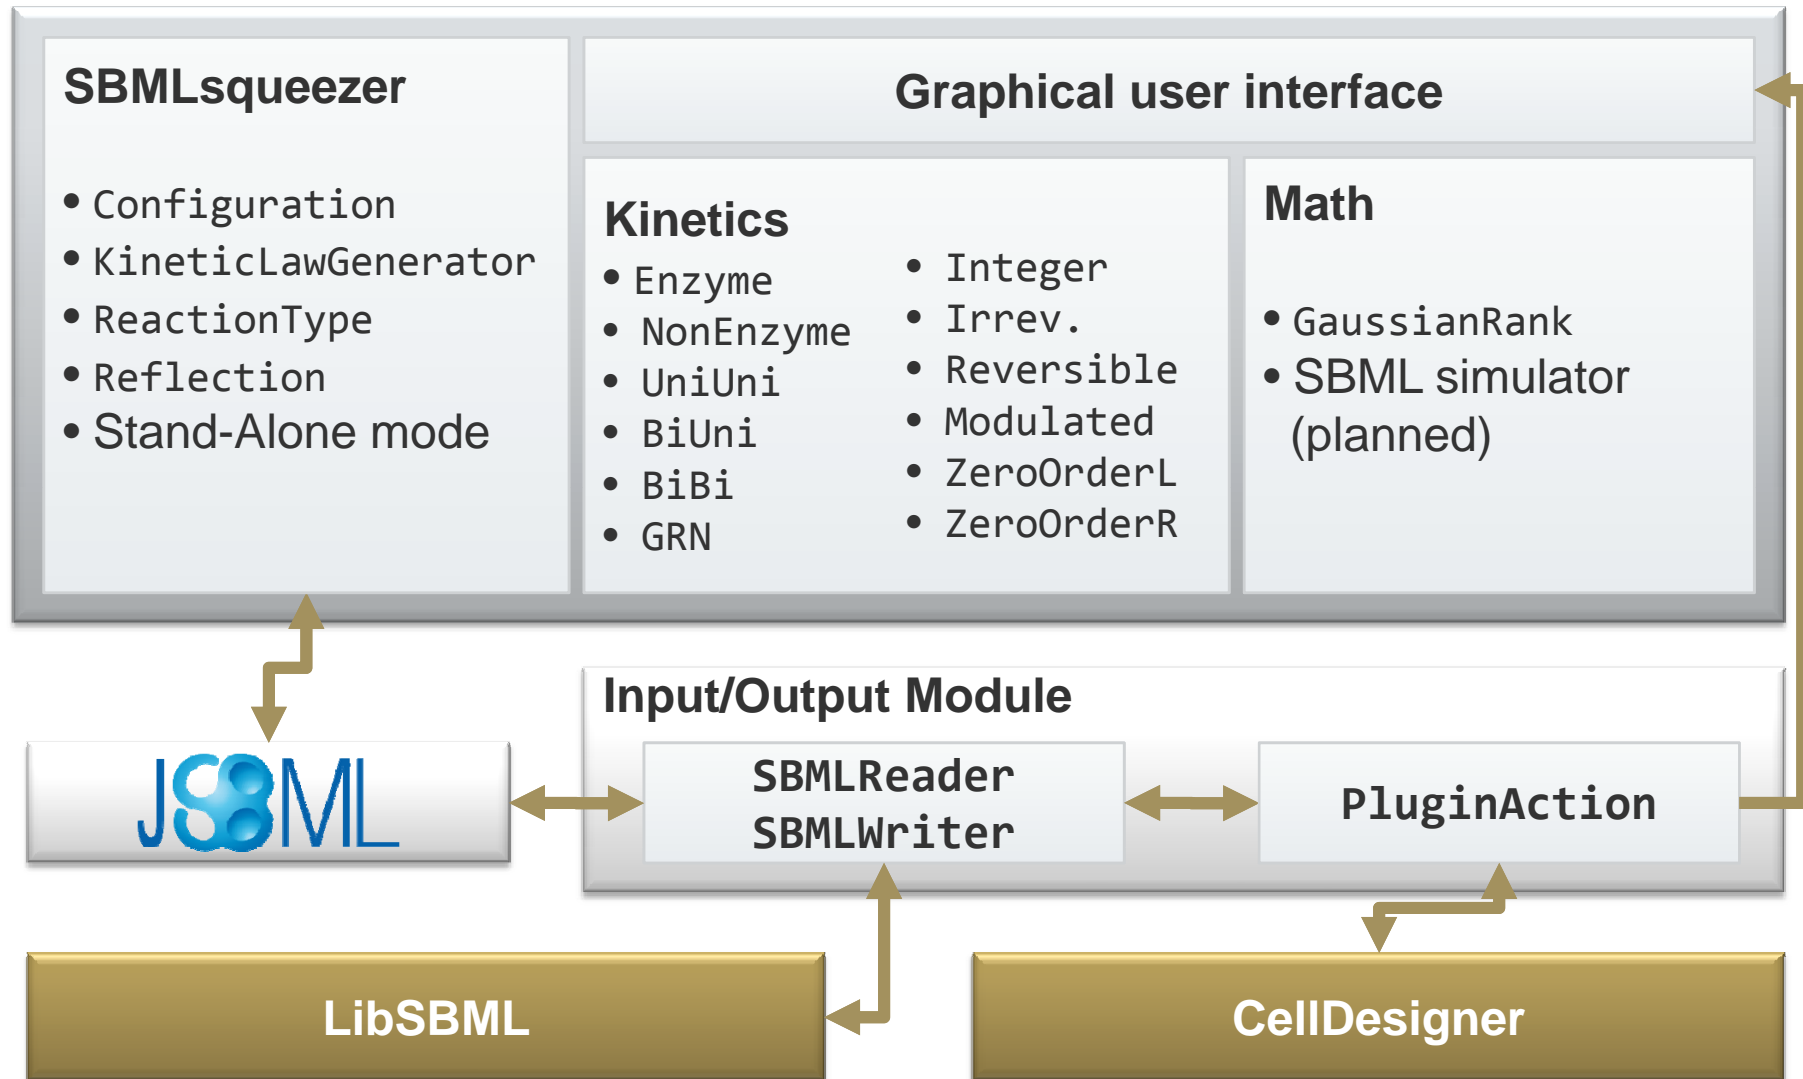 SBMLsqueezer
• Configuration
• KineticLawGenerator
• ReactionType
• Reflection
• Stand-Alone mode
Graphical user interface
Kinetics
• Enzyme
• NonEnzyme
• UniUni
• BiUni
• BiBi
• GRN
• Integer
• Irrev.
• Reversible
• Modulated
• ZeroOrderL
• ZeroOrderR
Math
• GaussianRank
• SBML simulator
(planned)
Input/Output Module
JSBML
SBMLReader
SBMLWriter
PluginAction
LibSBML
CellDesigner